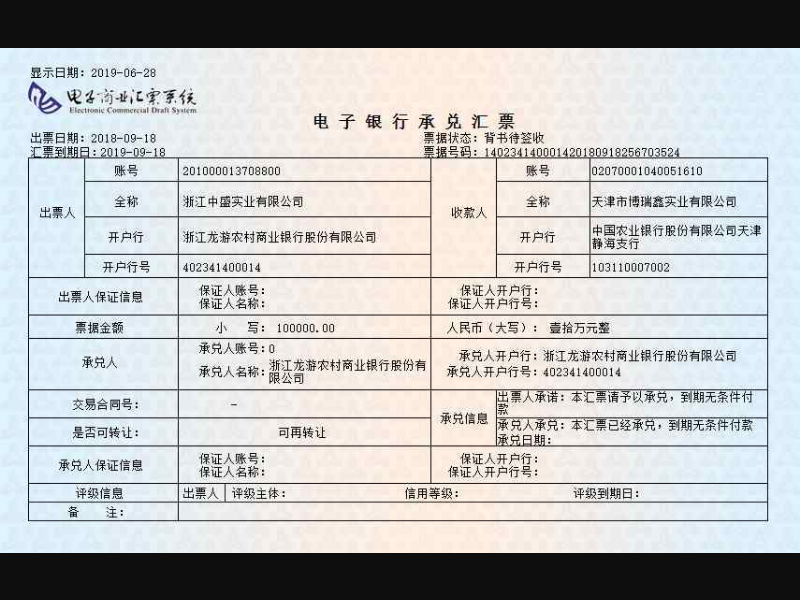 显示日期: 2019-06-28
电子商业汇票系统
Electronic Commercial Draft System
电子银行承兑汇票
出票日期: 2018-09-18 票据状态: 背书待签收
汇票到期日: 2019-09-18 票据号码: 140234140001420180918256703524
出票人 账号 201000013708800 收款人 账号 02070001040051610
全称 浙江中盛实业有限公司 全称 天津市博瑞鑫实业有限公司
开户行 浙江龙游农村商业银行股份有限公司 开户行 中国农业银行股份有限公司天津
静海支行
开户行号 402341400014 开户行号 103110007002
出票人保证信息 保证人账号: 保证人开户行:
保证人名称: 保证人开户行号:
票据金额 小 写: 100000.00 人民币(大写): 壹拾万元整
承兑人 承兑人账号: 0 承兑人开户行: 浙江龙游农村商业银行股份有限公司
承兑人名称: 浙江龙游农村商业银行股份有 承兑人开户行号: 402341400014
限公司
交易合同号: - 承兑信息 出票人承诺: 本汇票请予以承兑，到期无条件付
款
是否可转让: 可再转让 承兑人承兑: 本汇票已经承兑，到期无条件付款
承兑日期:
承兑人保证信息 保证人账号: 保证人开户行:
保证人名称: 保证人开户行号:
评级信息 出票人 评级主体: 信用等级: 评级到期日:
备 注: